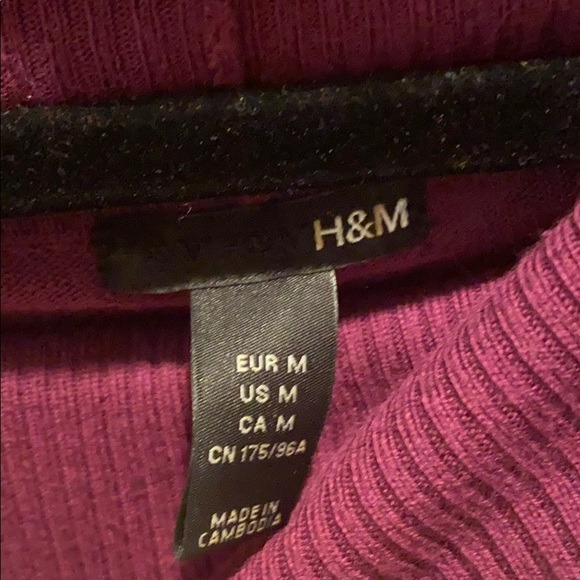 H&M
EUR M
US M
CA M
CN 175/96A
MADE IN
CAMBODIA